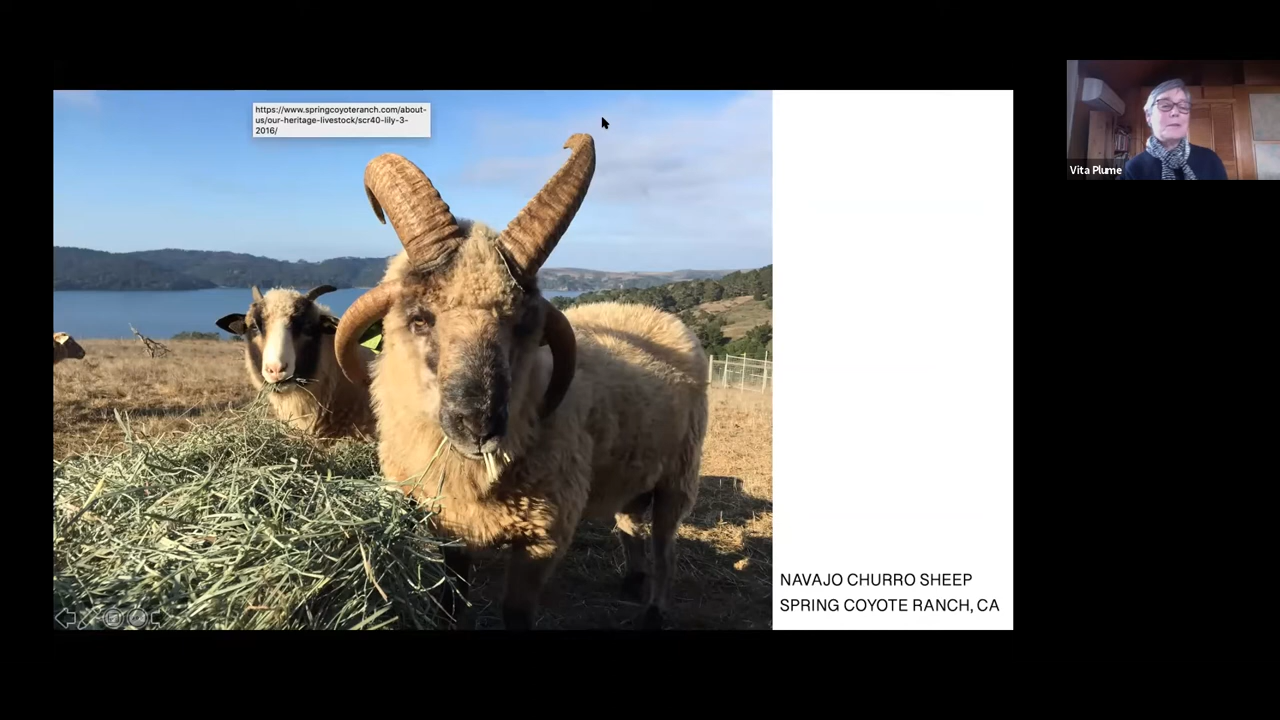 https://www.springcoyoteranch.com/about-
us/our-heritage-livestock/scr40-lily-3-
2016/
Vita Plume
NAVAJO CHURRO SHEEP
SPRING COYOTE RANCH, CA